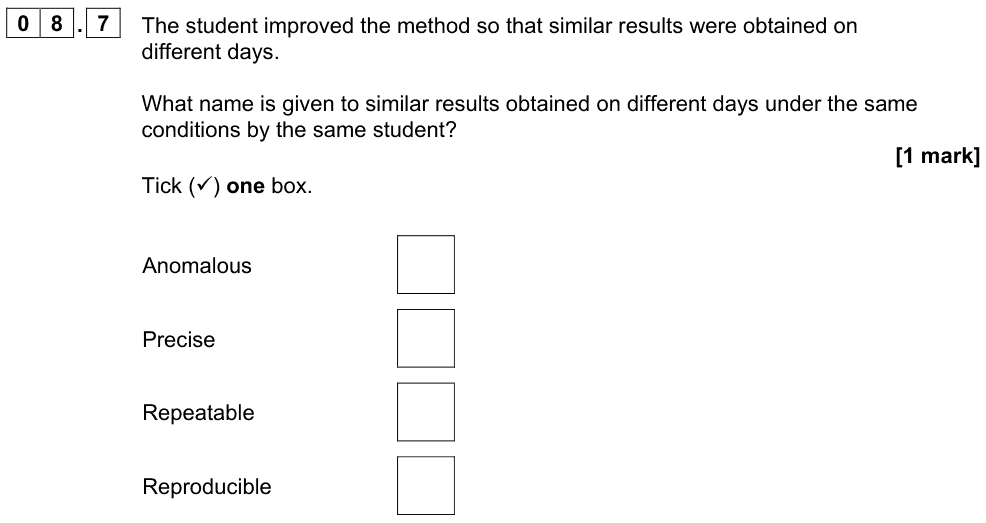 08.7 The student improved the method so that similar results were obtained on
different days.
What name is given to similar results obtained on different days under the same
conditions by the same student?
[1 mark]
Tick (✓) one box.
Anomalous
Precise
Repeatable
Reproducible